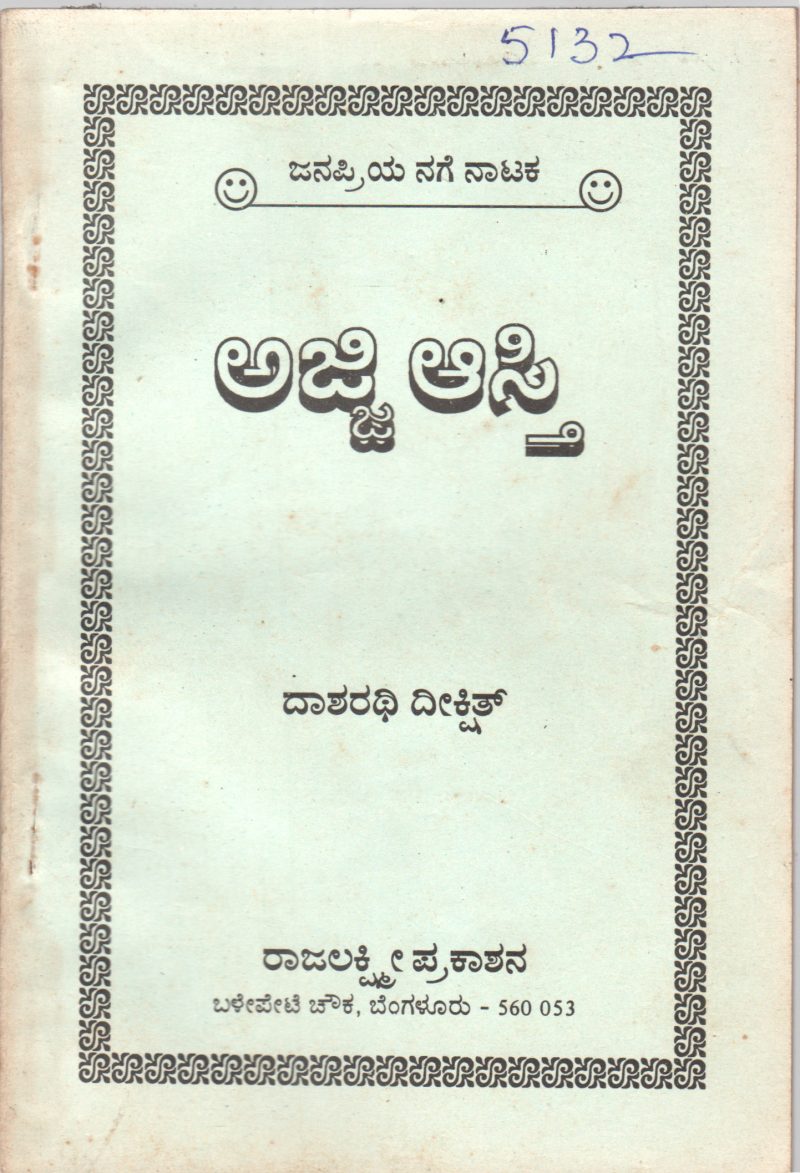 5132
ಜನಪ್ರಿಯ ನಗೆ ನಾಟಕ
ಅಜ್ಜಿ ಆಸ್ತಿ
ದಾಶರಥಿ ದೀಕ್ಷಿತ್
ರಾಜಲಕ್ಷ್ಮೀ ಪ್ರಕಾಶನ
ಬಳೇಪೇಟೆ ಚೌಕ, ಬೆಂಗಳೂರು - 560 053